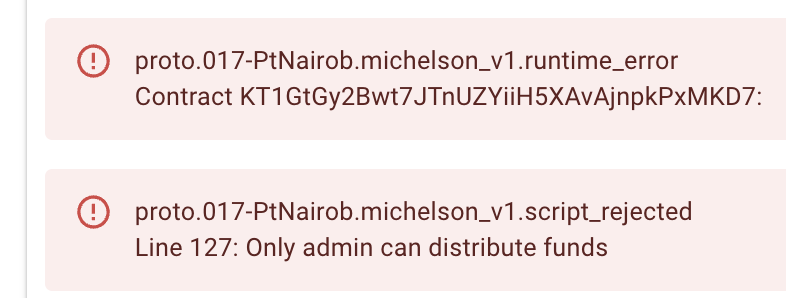 proto.017-PtNairob.michelson_v1.runtime_error
Contract KT1GtGy2Bwt7JTnUZYiiH5XAvAjnpkPxMKD7:
proto.017-PtNairob.michelson_v1.script_rejected
Line 127: Only admin can distribute funds